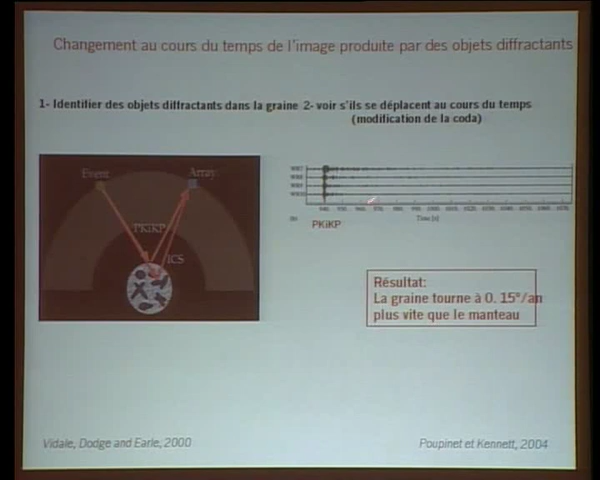 Changement au cours du temps de l'image produite par des objets diffractants
1- Identifier des objets diffractants dans la graine 2- voir s'ils se déplacent au cours du temps
(modification de la coda)
Event
Array
PKiKP
ICS
PKiKP
Time [s]
Résultat:
La graine tourne à 0. 15°/an
plus vite que le manteau
Vidale, Dodge and Earle, 2000
Poupinet et Kennett, 2004